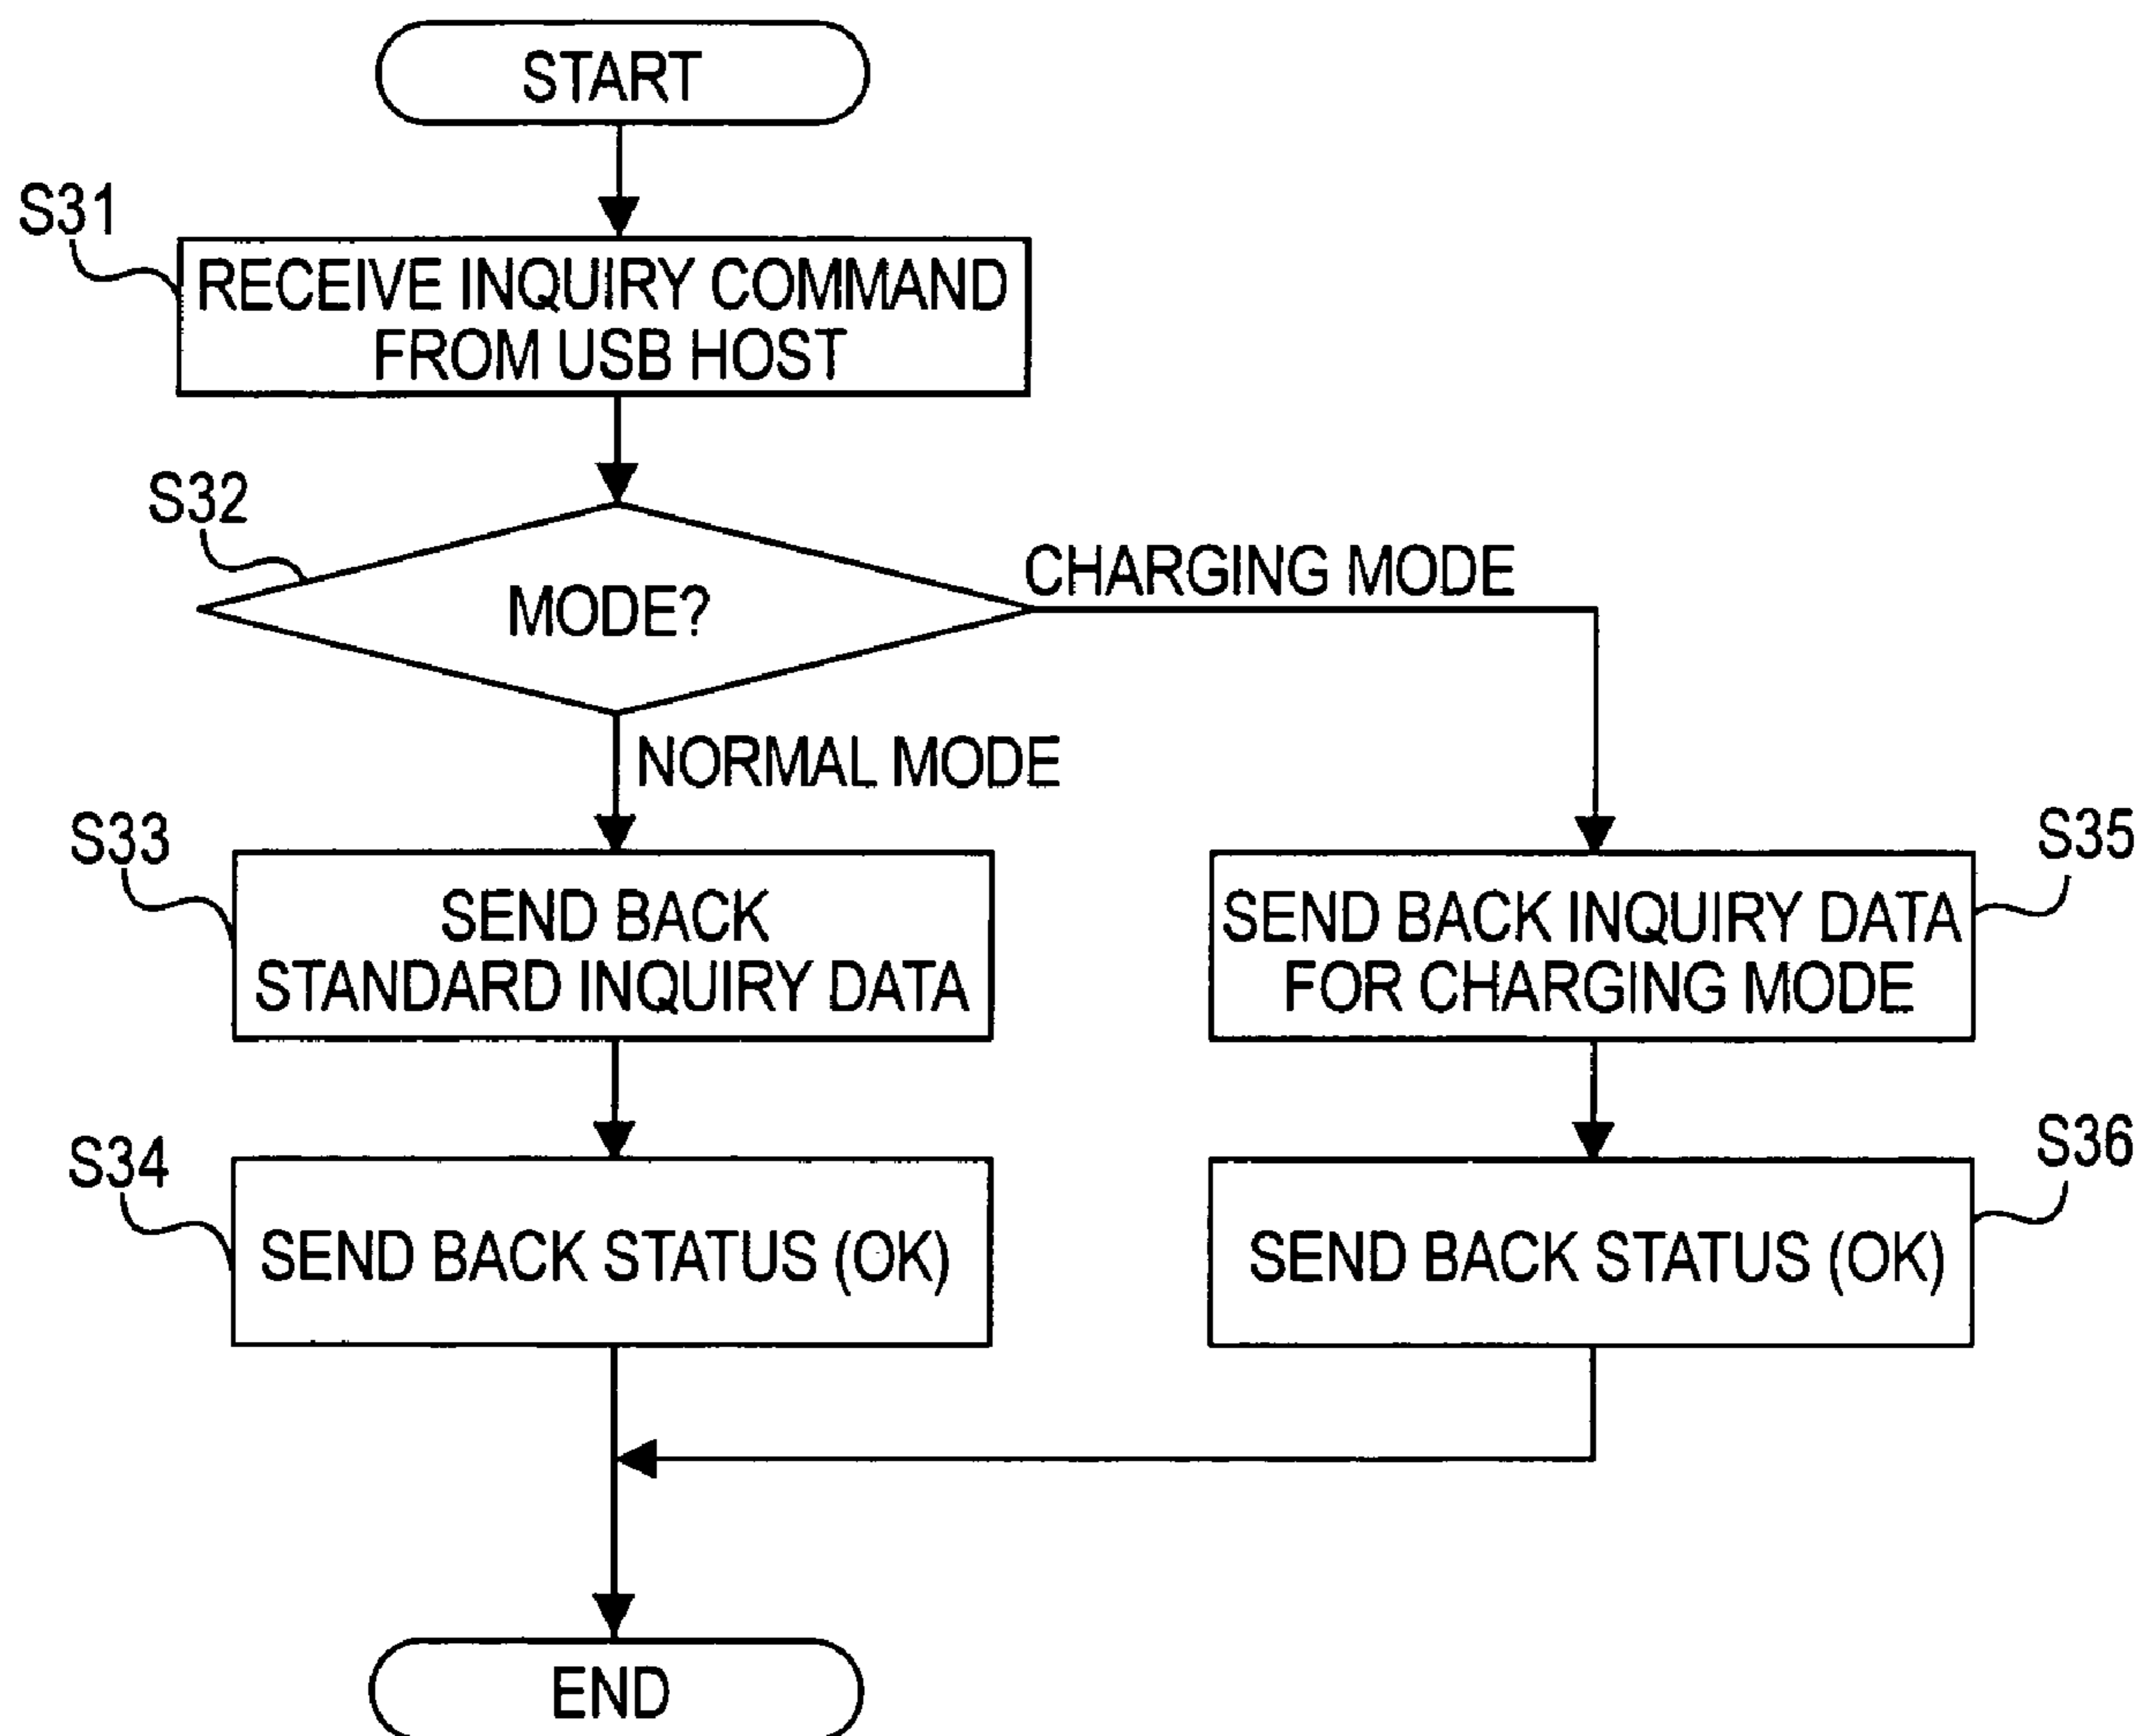 START
S31
RECEIVE INQUIRY COMMAND
FROM USB HOST
S32
MODE?
CHARGING MODE
NORMAL MODE
S33
SEND BACK
STANDARD INQUIRY DATA
S35
SEND BACK INQUIRY DATA
FOR CHARGING MODE
S34
SEND BACK STATUS (OK)
S36
SEND BACK STATUS (OK)
END